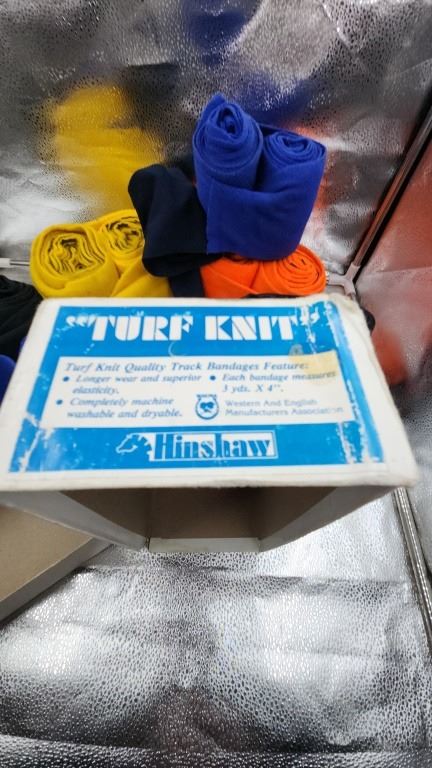 "TURF KNIT"
Turf Knit Quality Track Bandages Feature:
• Longer wear and superior elasticity.
• Completely machine washable and dryable.
• Each bandage measures 3 yds. X 4".
Western And English
Manufacturers Association
Hinshaw